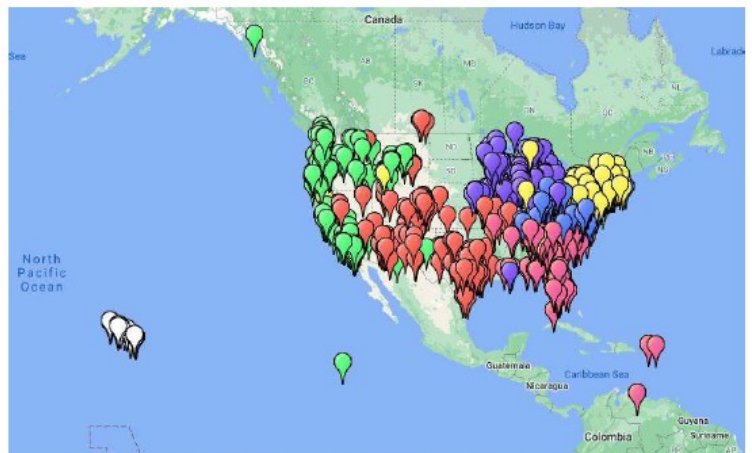 Canada
Hudson Bay
Sea
Labrad
AB
MB
BC
SK
ON
QC
NL
ND
NB
SD
NS
North
Pacific
Ocean
Guatemala
Caribbean Sea
Nicaragua
Guyana
Colombia
Suriname